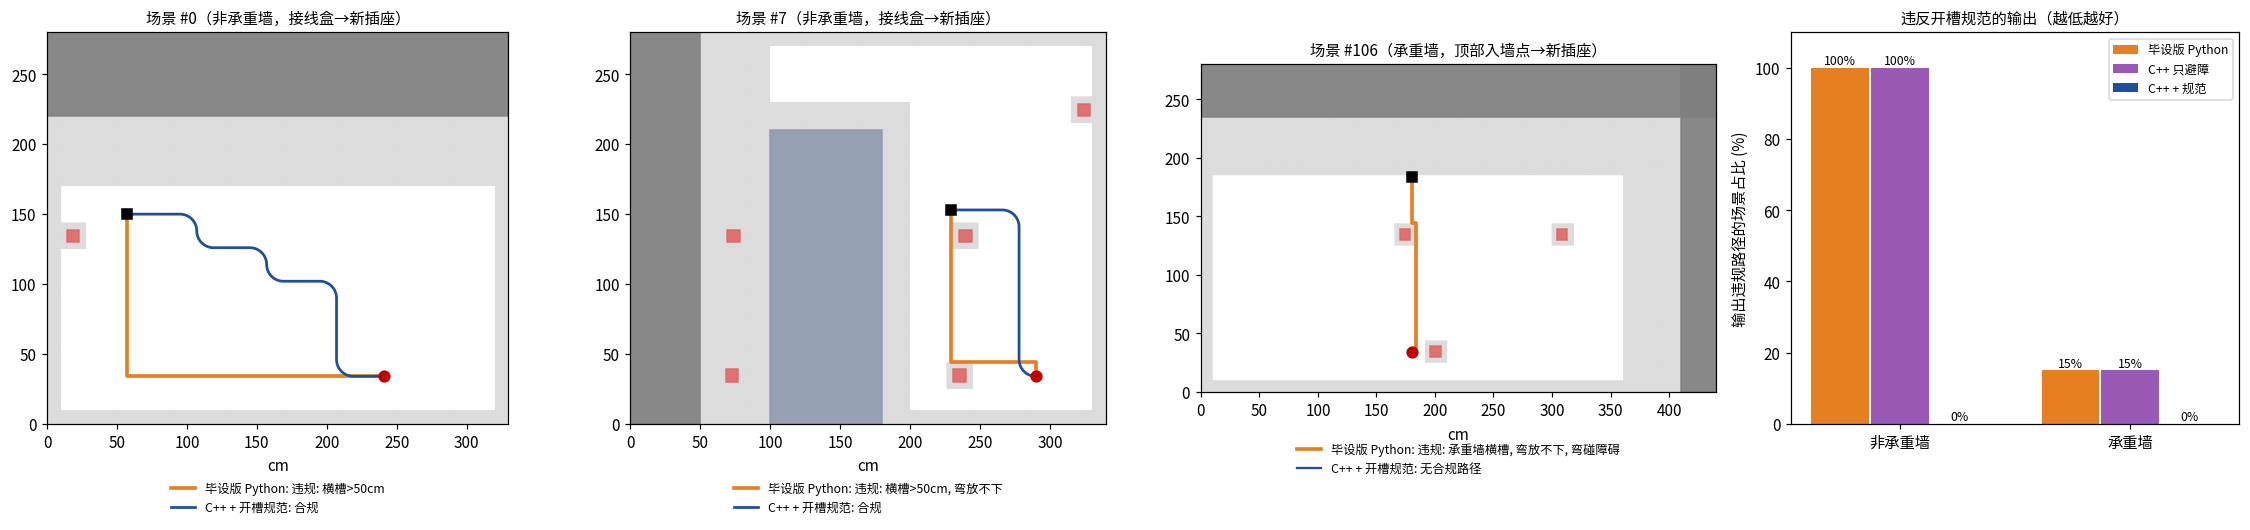 场景 #0（非承重墙，接线盒→新插座）
250
200
150
100
50
0
0 50 100 150 200 250 300
cm
毕设版 Python: 违规: 横槽>50cm
C++ + 开槽规范: 合规
场景 #7（非承重墙，接线盒→新插座）
250
200
150
100
50
0
0 50 100 150 200 250 300
cm
毕设版 Python: 违规: 横槽>50cm, 弯放不下
C++ + 开槽规范: 合规
场景 #106（承重墙，顶部入墙点→新插座）
250
200
150
100
50
0
0 50 100 150 200 250 300 350 400
cm
毕设版 Python: 违规: 承重墙横槽, 弯放不下, 弯碰障碍
C++ + 开槽规范: 无合规路径
违反开槽规范的输出（越低越好）
输出违规路径的场景占比 (%)
100
80
60
40
20
0
100% 100% 0%
15% 15% 0%
非承重墙 承重墙
毕设版 Python
C++ 只避障
C++ + 规范